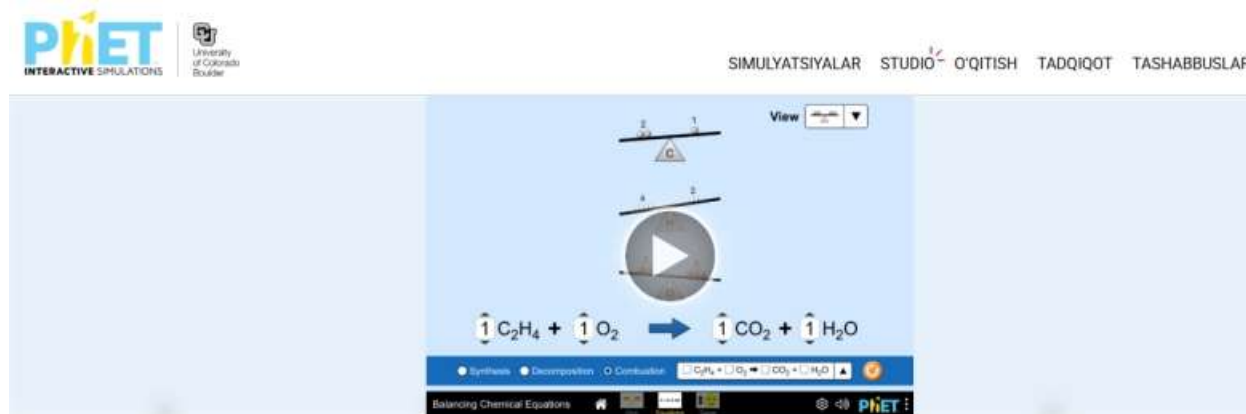 PhET
INTERACTIVE SIMULATIONS
University
of Colorado
Boulder
SIMULYATSIYALAR STUDIO O'QITISH TADQIQOT TASHABBUSLAR
View
2 1
C
4 2
1 C₂H₄ + 1 O₂ 1 CO₂ + 1 H₂O
Synthesis Decomposition Combustion C₂H₄ + O₂ → CO₂ + H₂O
Balancing Chemical Equations PhET